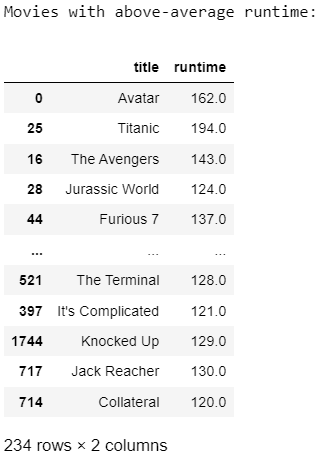 Movies with above-average runtime:
title runtime
0 Avatar 162.0
25 Titanic 194.0
16 The Avengers 143.0
28 Jurassic World 124.0
44 Furious 7 137.0
... ... ...
521 The Terminal 128.0
397 It's Complicated 121.0
1744 Knocked Up 129.0
717 Jack Reacher 130.0
714 Collateral 120.0
234 rows × 2 columns